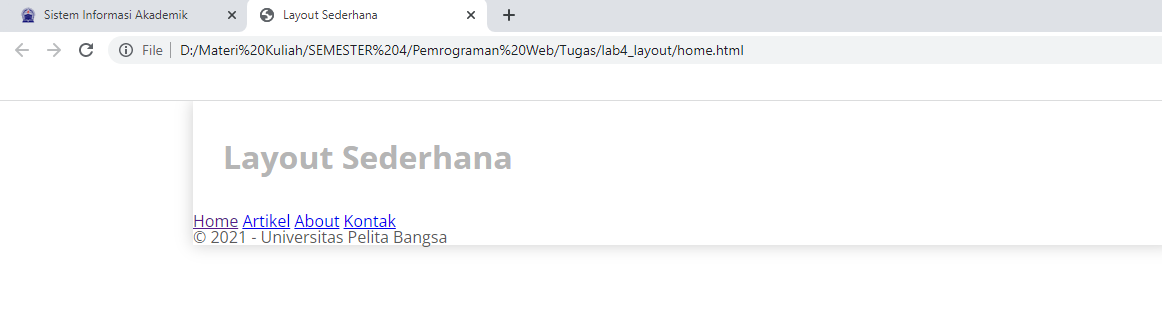 Sistem Informasi Akademik
Layout Sederhana
File D:/Materi%20Kuliah/SEMESTER%204/Pemrograman%20Web/Tugas/lab4_layout/home.html
Layout Sederhana
Home Artikel About Kontak
© 2021 - Universitas Pelita Bangsa